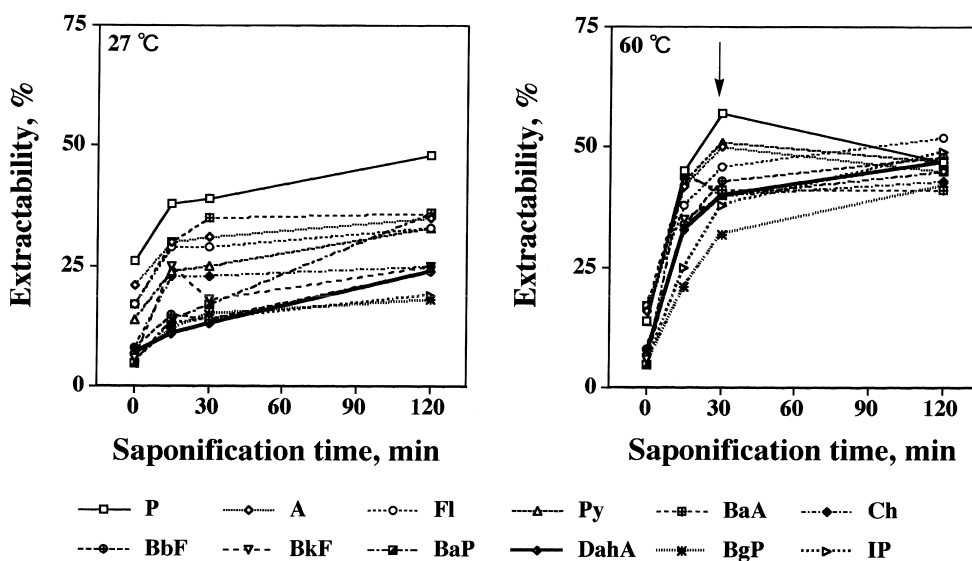 75
50
25
0
Extractability, %
27 ℃
0 30 60 90 120
Saponification time, min
75
50
25
0
Extractability, %
60 ℃
0 30 60 90 120
Saponification time, min
P A Fl Py BaA Ch
BbF BkF BaP DahA BgP IP